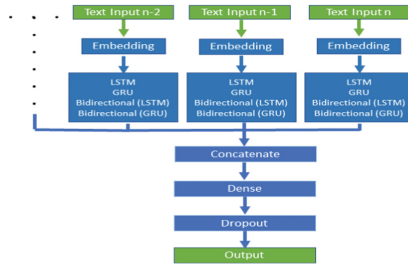 Text Input n-2
Text Input n-1
Text Input n
Embedding
Embedding
Embedding
LSTM
GRU
Bidirectional (LSTM)
Bidirectional (GRU)
LSTM
GRU
Bidirectional (LSTM)
Bidirectional (GRU)
LSTM
GRU
Bidirectional (LSTM)
Bidirectional (GRU)
Concatenate
Dense
Dropout
Output